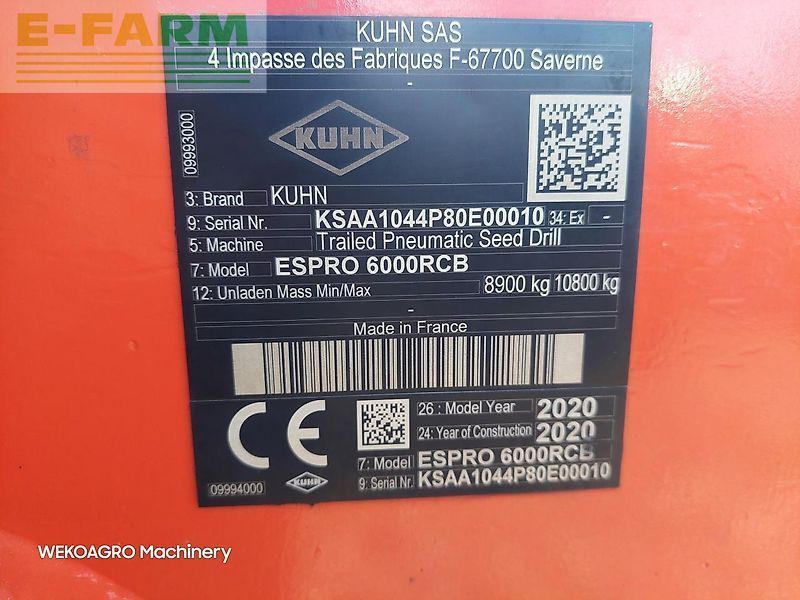 E-FARM
KUHN SAS
4 Impasse des Fabriques F-67700 Saverne
-
09993000
KUHN
3: Brand KUHN
9: Serial Nr. KSAA1044P80E00010 34: Ex -
5: Machine Trailed Pneumatic Seed Drill
7: Model ESPRO 6000RCB
12: Unladen Mass Min/Max 8900 kg 10800 kg
-
Made in France
CE
26 : Model Year 2020
24: Year of Construction 2020
7: Model ESPRO 6000RCB
9: Serial Nr. KSAA1044P80E00010
09994000
KUHN
WEKOAGRO Machinery